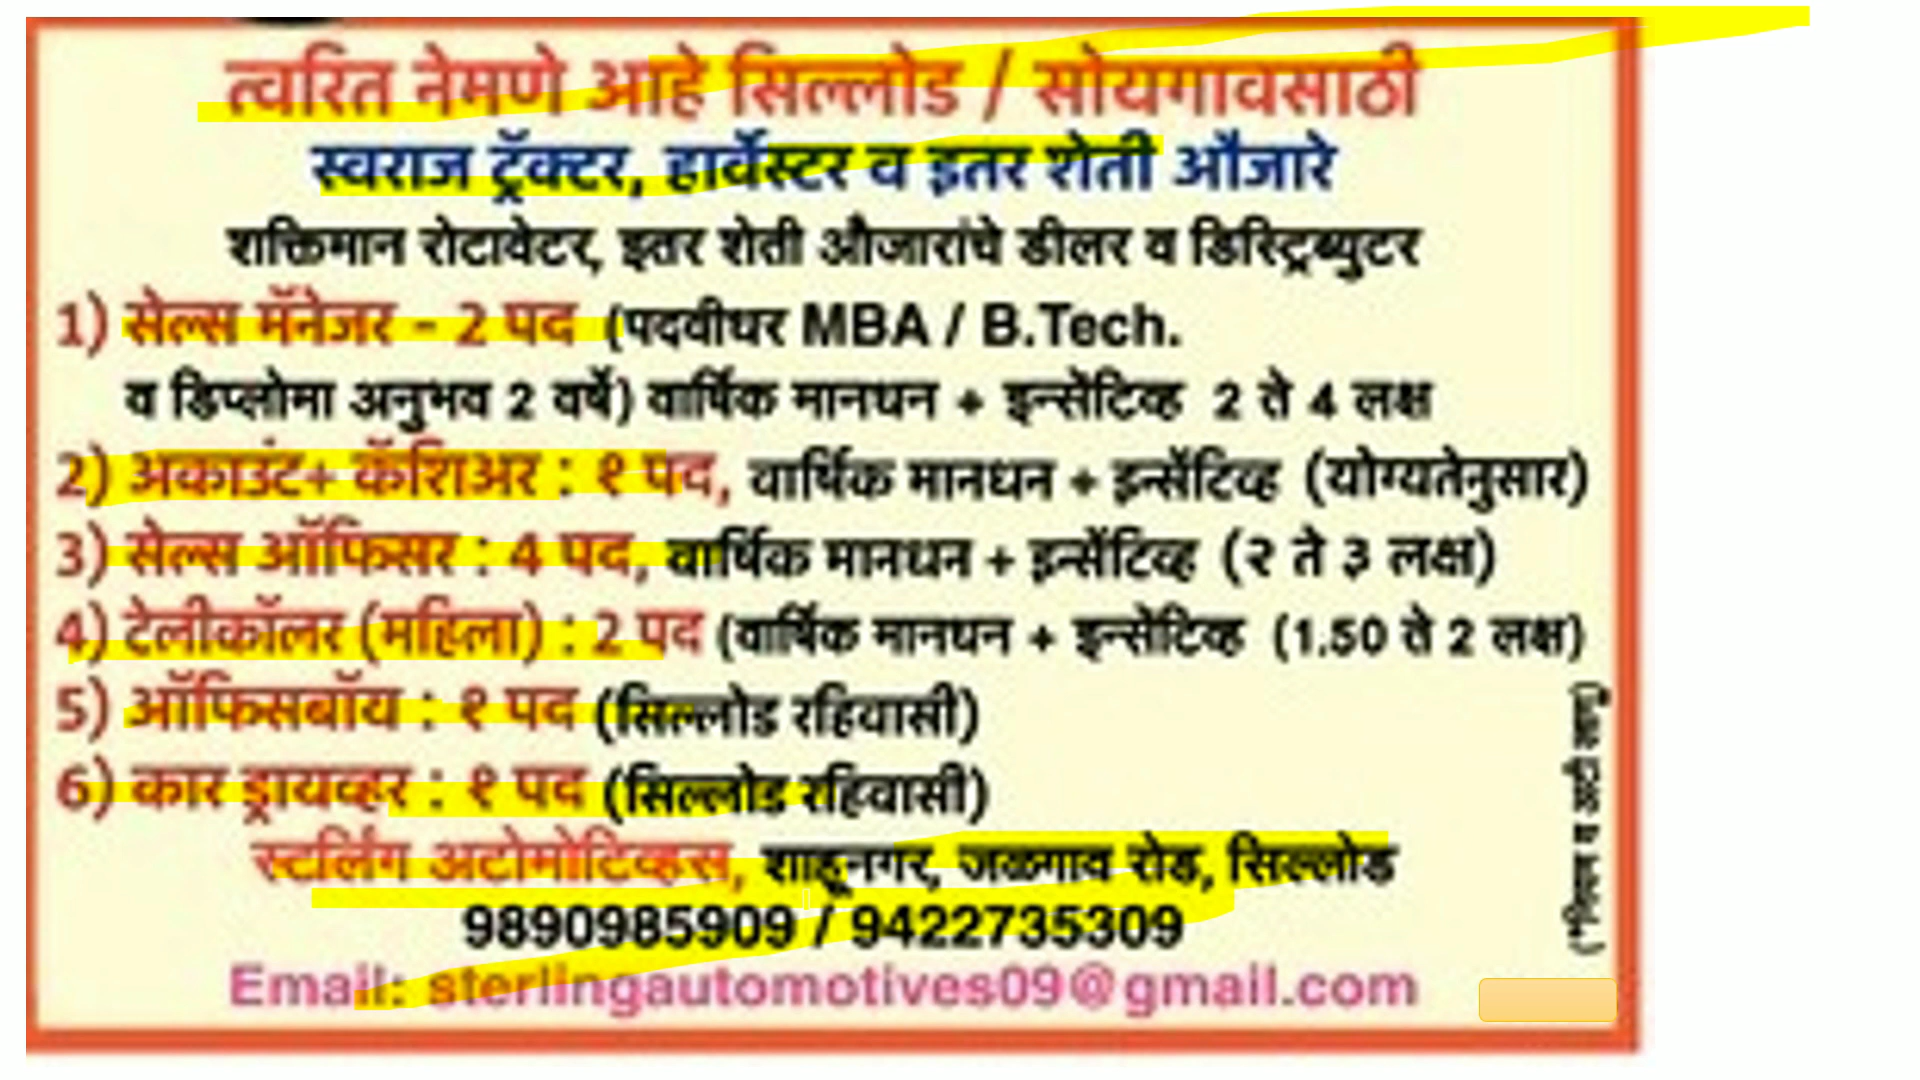 त्वरित नेमणे आहे सिल्लोड / सोयगावसाठी
स्वराज ट्रॅक्टर, हार्वेस्टर व इतर शेती औजारे
शक्तिमान रोटावेटर, इतर शेती औजारांचे डीलर व डिस्ट्रिब्युटर
1) सेल्स मॅनेजर - 2 पद (पदवीधर MBA / B.Tech.
व डिप्लोमा अनुभव 2 वर्षे) वार्षिक मानधन + इन्सेंटिव्ह 2 ते 4 लक्ष
2) अकाउंट+ कॅशिअर : १ पद, वार्षिक मानधन + इन्सेंटिव्ह (योग्यतेनुसार)
3) सेल्स ऑफिसर : 4 पद, वार्षिक मानधन + इन्सेंटिव्ह (२ ते ३ लक्ष)
4) टेलीकॉलर (महिला) : 2 पद (वार्षिक मानधन + इन्सेंटिव्ह (1.50 ते 2 लक्ष)
5) ऑफिसबॉय : १ पद (सिल्लोड रहिवासी)
6) कार ड्रायव्हर : १ पद (सिल्लोड रहिवासी)
स्टर्लिंग अटोमोटिव्हस, शाहूनगर, जळगाव रोड, सिल्लोड
9890985909 / 9422735309
Email: sterlingautomotives09@gmail.com
(*नियम व अटी लागु)